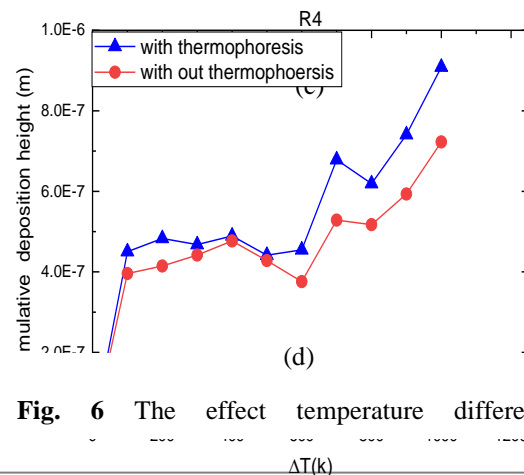 R4
1.0E-6
with thermophoresis
with out thermophoersis
(c)
8.0E-7
6.0E-7
4.0E-7
2.0E-7
mulative deposition height (m)
(d)
Fig. 6 The effect temperature differe
ΔT(k)